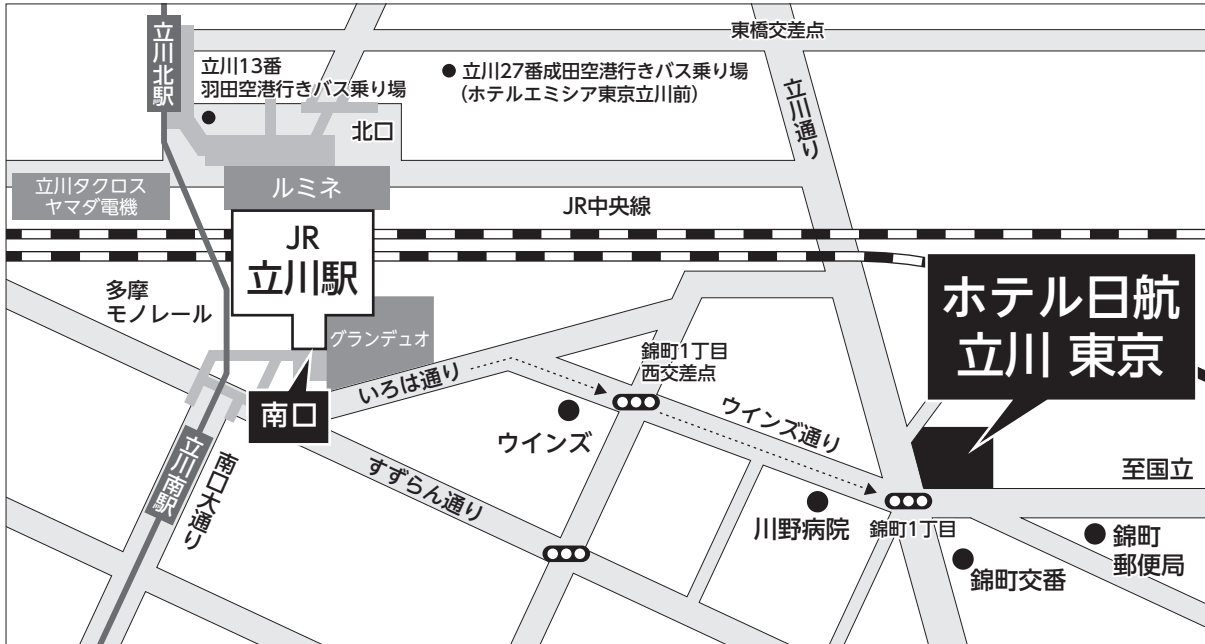 東橋交差点
立川北駅
立川13番
羽田空港行きバス乗り場
立川27番成田空港行きバス乗り場
(ホテルエミシア東京立川前)
立川通り
北口
立川タクロス
ヤマダ電機
ルミネ
JR中央線
JR
立川駅
多摩
モノレール
グランデュオ
ホテル日航
立川 東京
錦町1丁目
西交差点
いろは通り
南口
ウインズ
ウインズ通り
立川南駅
南口大通り
すずらん通り
至国立
川野病院
錦町1丁目
錦町交番
錦町
郵便局